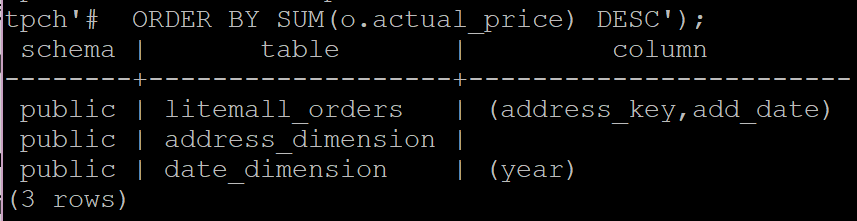 tpch'#  ORDER BY SUM(o.actual_price) DESC');
 schema |       table        |         column
--------+--------------------+-------------------------
 public | litemall_orders    | (address_key,add_date)
 public | address_dimension |
 public | date_dimension     | (year)
(3 rows)